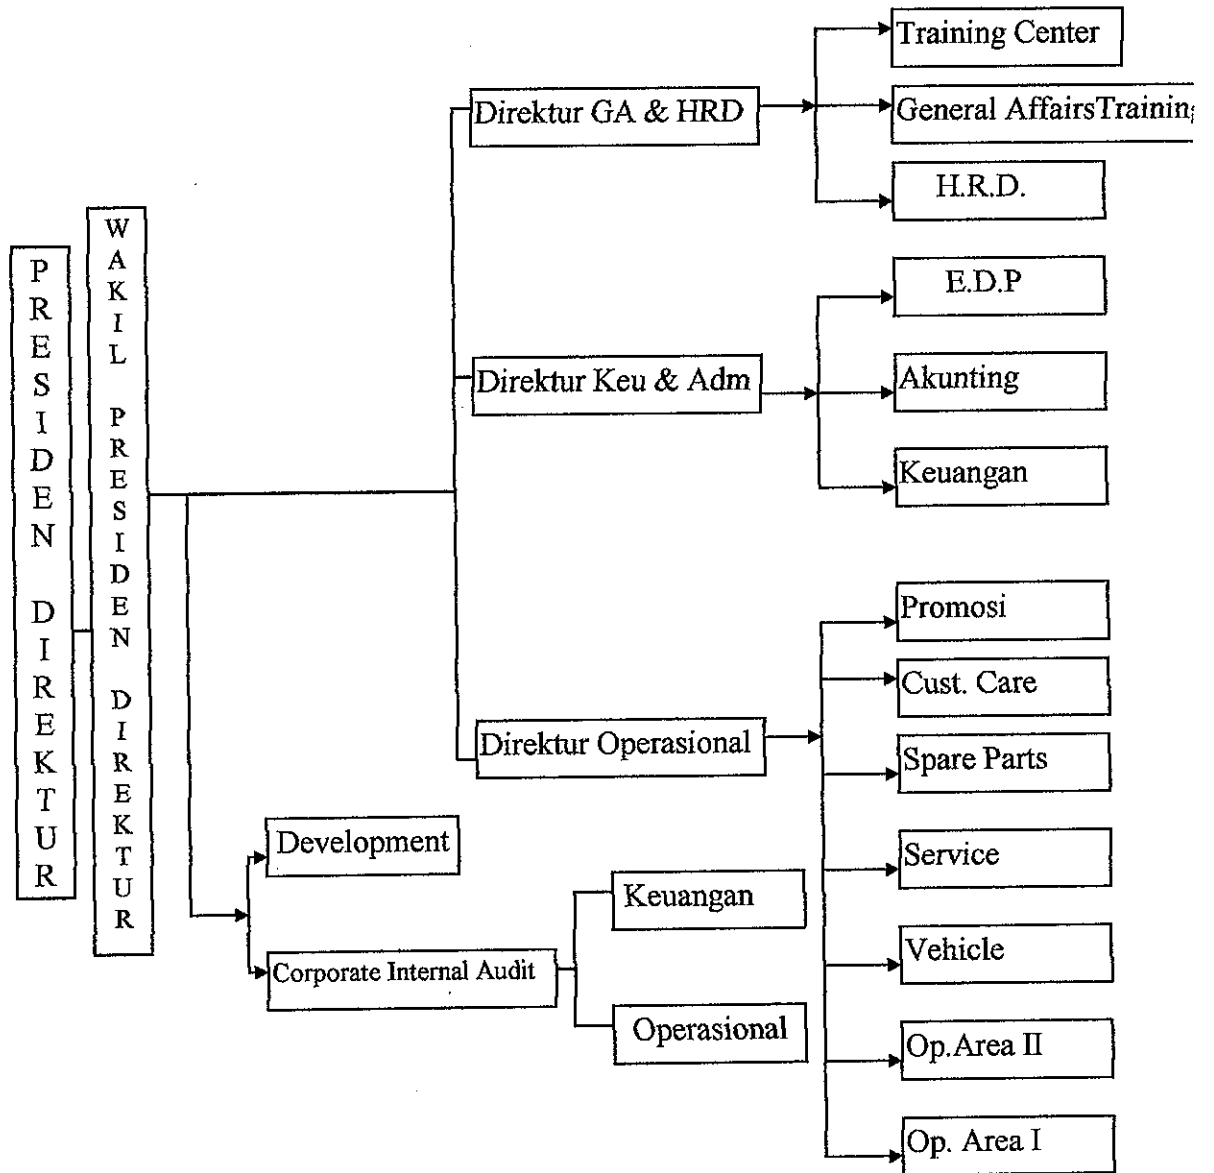 PRESIDEN DIREKTUR
WAKIL PRESIDEN DIREKTUR
Direktur GA & HRD
Training Center
General AffairsTraining
H.R.D.
Direktur Keu & Adm
E.D.P
Akunting
Keuangan
Direktur Operasional
Promosi
Cust. Care
Spare Parts
Service
Vehicle
Op.Area II
Op. Area I
Development
Corporate Internal Audit
Keuangan
Operasional